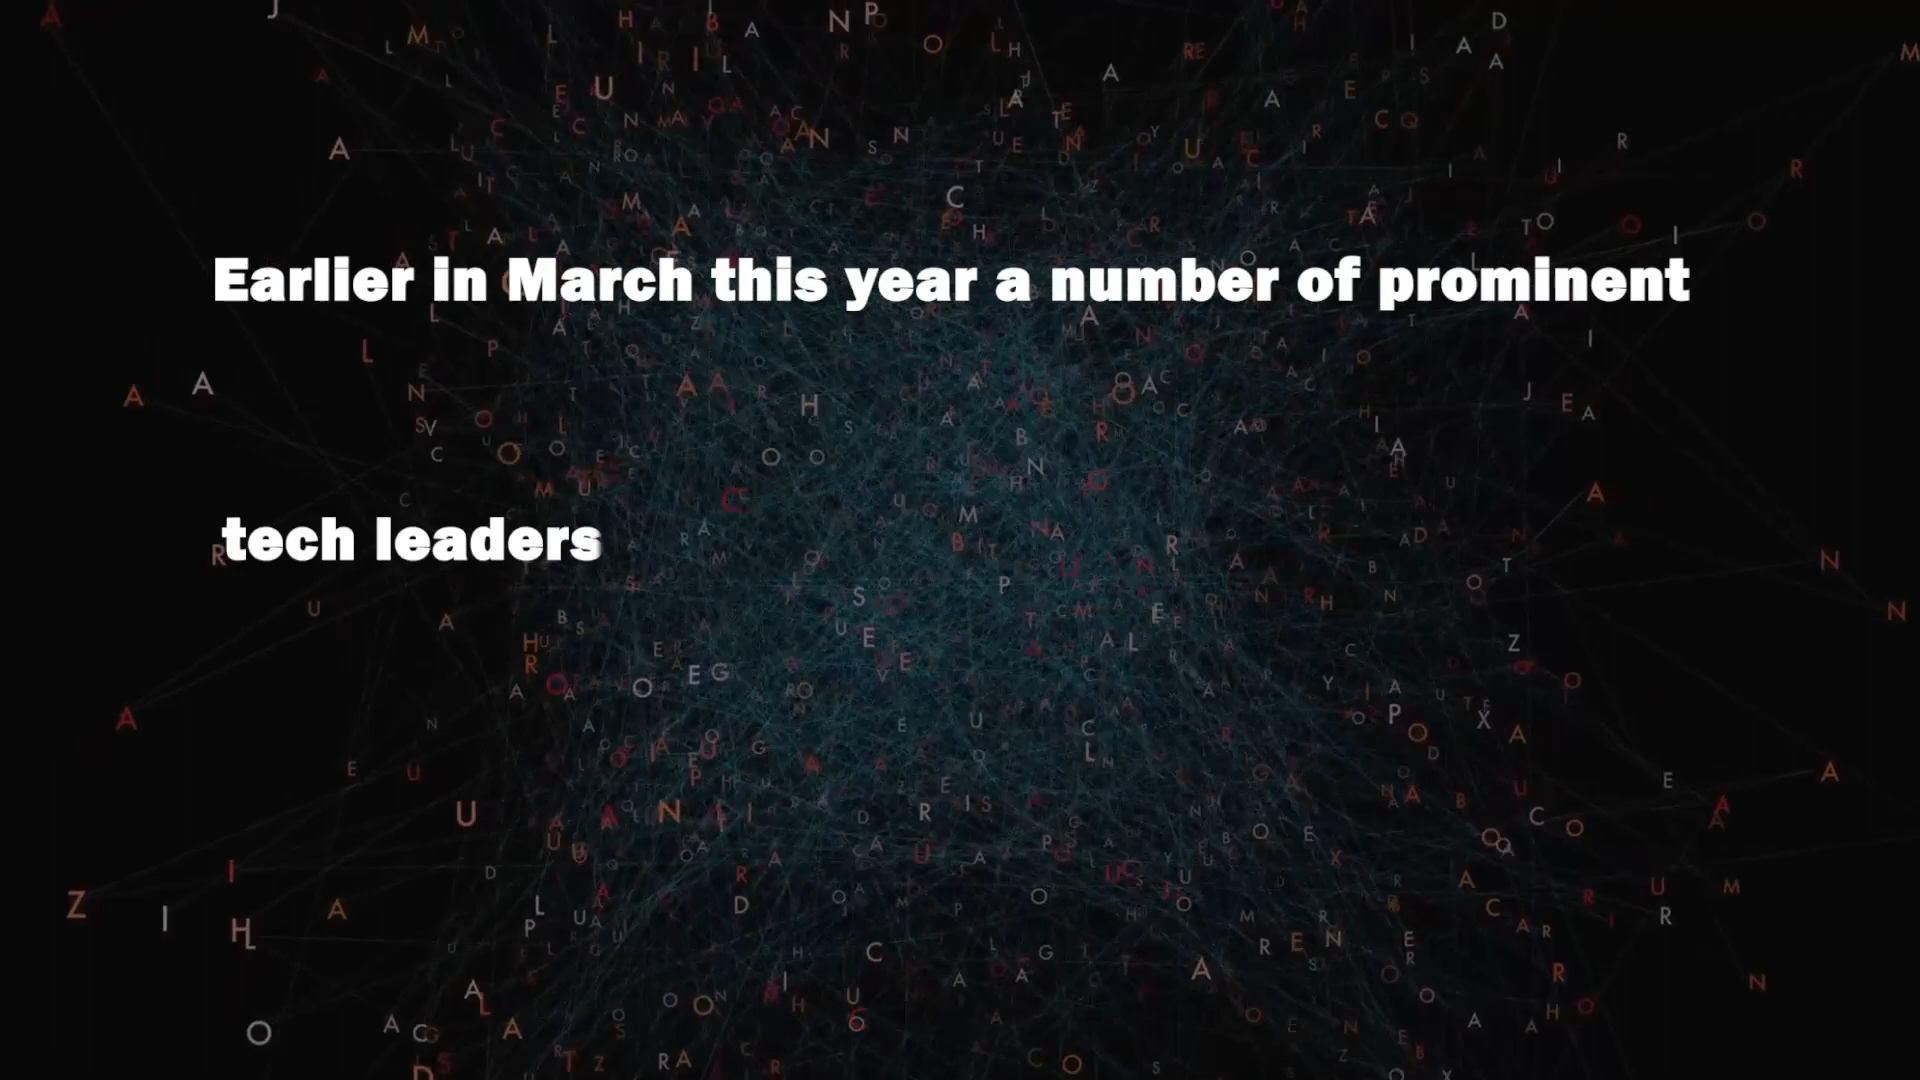 Earlier in March this year a number of prominent
tech leaders